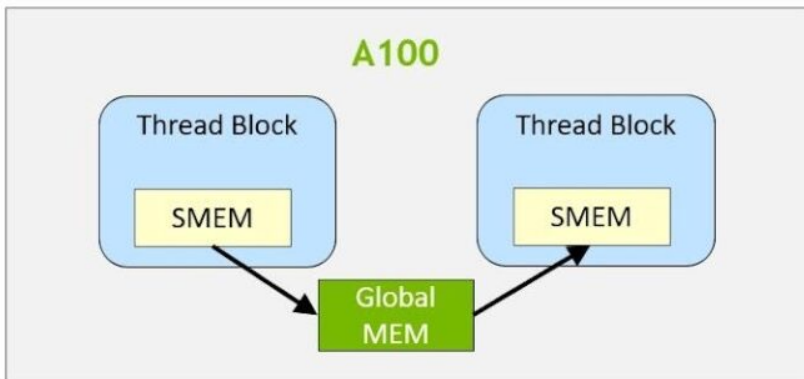 A100
Thread Block
Thread Block
SMEM
SMEM
Global
MEM